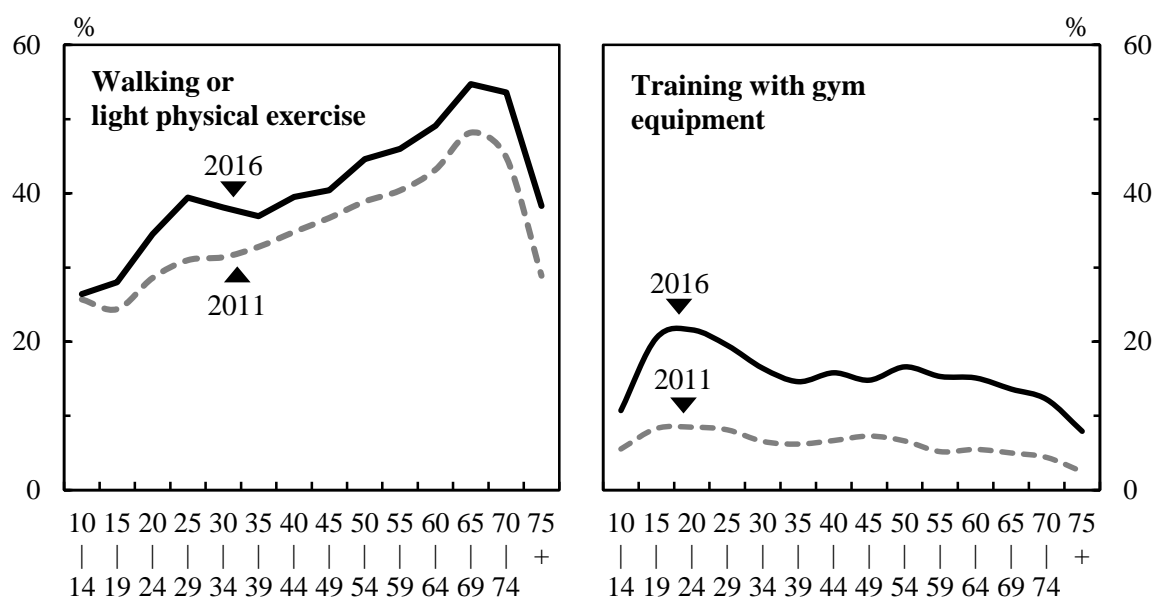 %
60
40
20
0
Walking or
light physical exercise
2016
2011
10 15 20 25 30 35 40 45 50 55 60 65 70 75
| | | | | | | | | | | | | +
14 19 24 29 34 39 44 49 54 59 64 69 74
%
60
40
20
0
Training with gym
equipment
2016
2011
10 15 20 25 30 35 40 45 50 55 60 65 70 75
| | | | | | | | | | | | | +
14 19 24 29 34 39 44 49 54 59 64 69 74